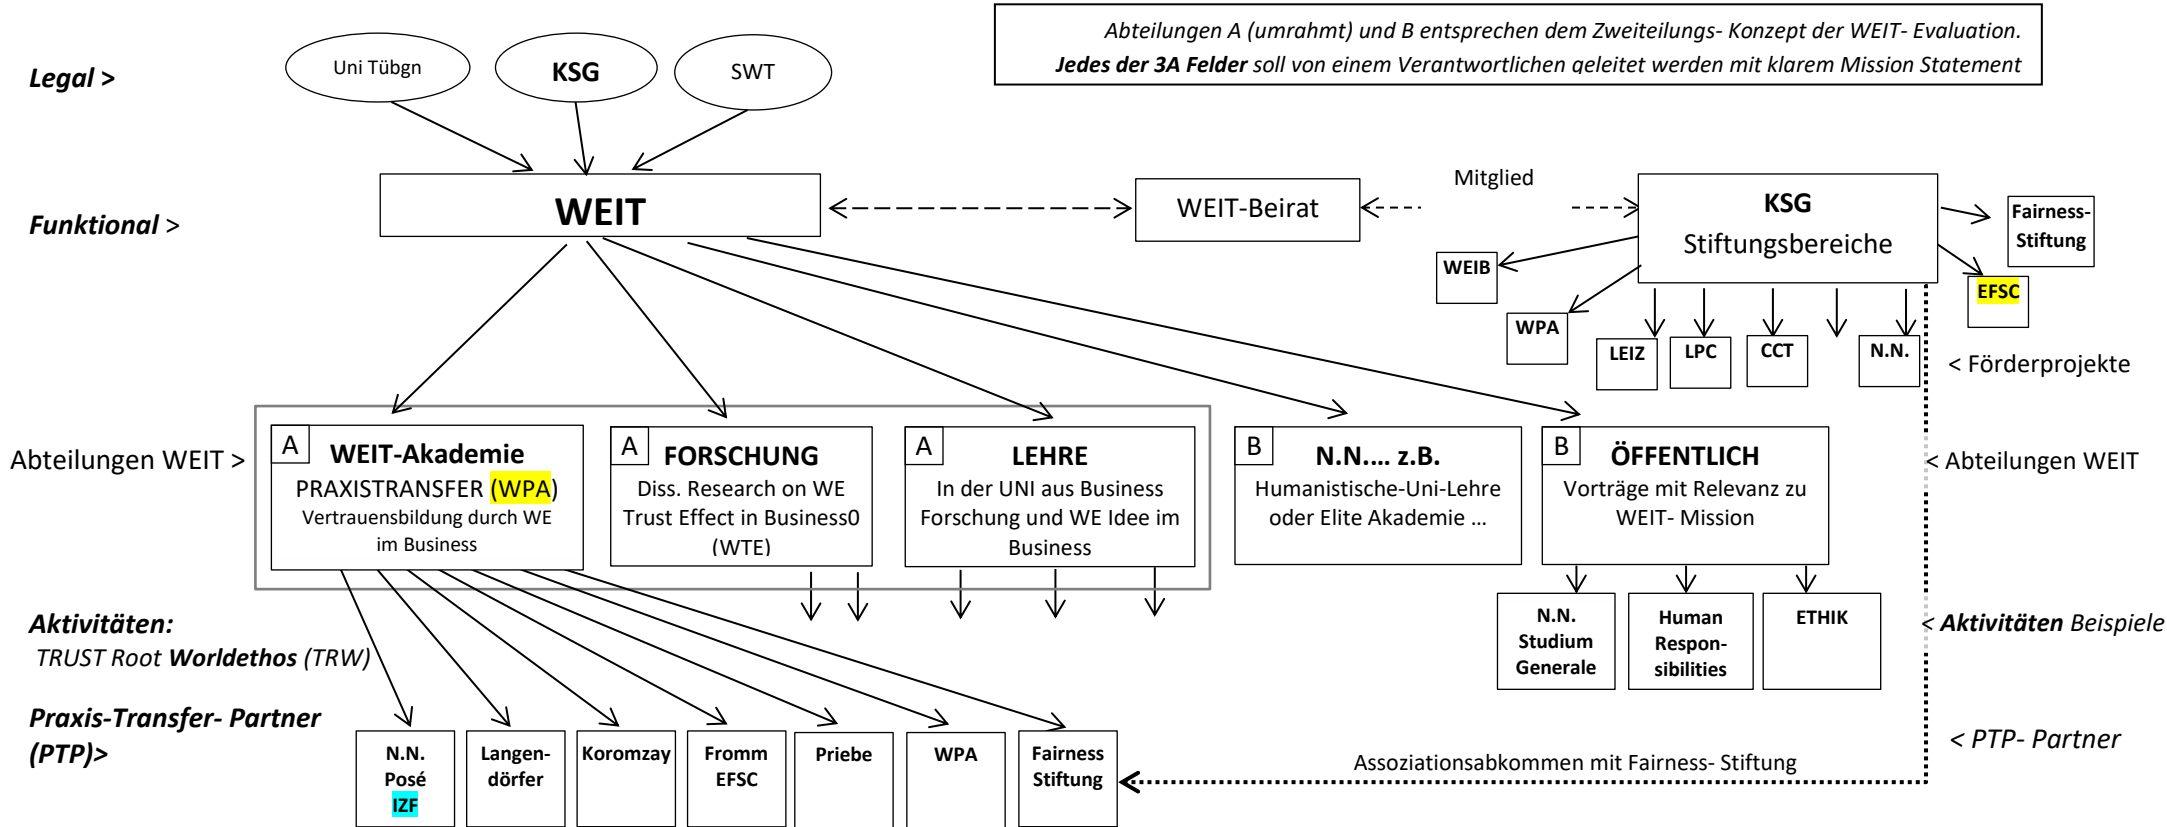 Abteilungen A (umrahmt) und B entsprechen dem Zweiteilungs- Konzept der WEIT- Evaluation.
Jedes der 3A Felder soll von einem Verantwortlichen geleitet werden mit klarem Mission Statement
Legal >
Uni Tübgn
KSG
SWT
Funktional >
WEIT
WEIT-Beirat
Mitglied
KSG
Stiftungsbereiche
Fairness-
Stiftung
EFSC
WEIB
WPA
LEIZ
LPC
CCT
N.N.
< Förderprojekte
Abteilungen WEIT >
A
WEIT-Akademie
PRAXISTRANSFER (WPA)
Vertrauensbildung durch WE
im Business
A
FORSCHUNG
Diss. Research on WE
Trust Effect in Business0
(WTE)
A
LEHRE
In der UNI aus Business
Forschung und WE Idee im
Business
B
N.N.... z.B.
Humanistische-Uni-Lehre
oder Elite Akademie ...
B
ÖFFENTLICH
Vorträge mit Relevanz zu
WEIT- Mission
< Abteilungen WEIT
Aktivitäten:
TRUST Root Worldethos (TRW)
N.N.
Studium
Generale
Human
Respon-
sibilities
ETHIK
< Aktivitäten Beispiele
Praxis-Transfer- Partner
(PTP)>
N.N.
Posé
IZF
Langen-
dörfer
Koromzay
Fromm
EFSC
Priebe
WPA
Fairness
Stiftung
Assoziationsabkommen mit Fairness- Stiftung
< PTP- Partner